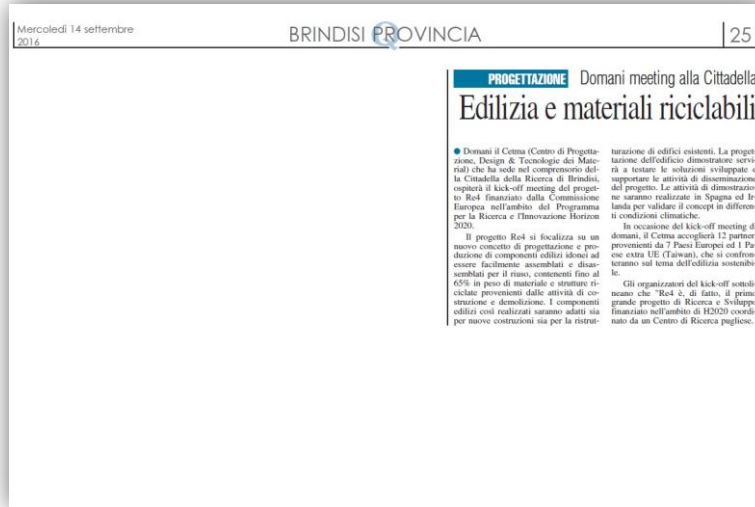 Mercoledì 14 settembre
2016
BRINDISI PROVINCIA
25
PROGETTAZIONE Domani meeting alla Cittadella
Edilizia e materiali riciclabili
● Domani il Cetma (Centro di Progetta-
zione, Design & Tecnologie dei Mate-
riali) che ha sede nel comprensorio del-
la Cittadella della Ricerca di Brindisi,
ospiterà il kick-off meeting del proget-
to Re4 finanziato dalla Commissione
Europea nell'ambito del Programma
per la Ricerca e l'Innovazione Horizon
2020.
Il progetto Re4 si focalizza su un
nuovo concetto di progettazione e pro-
duzione di componenti edilizi idonei ad
essere facilmente assemblati e disas-
semblati per il riuso, contenenti fino al
65% in peso di materiale e strutture ri-
ciclate provenienti dalle attività di co-
struzione e demolizione. I componenti
edilizi così realizzati saranno adatti sia
per nuove costruzioni sia per la ristrut-
turazione di edifici esistenti. La proget-
tazione dell'edificio dimostratore servi-
rà a testare le soluzioni sviluppate e
supportare le attività di disseminazione
del progetto. Le attività di dimostrazio-
ne saranno realizzate in Spagna ed Ir-
landa per validare il concept in differen-
ti condizioni climatiche.
In occasione del kick-off meeting di
domani, il Cetma accoglierà 12 partner
provenienti da 7 Paesi Europei ed 1 Pa-
ese extra UE (Taiwan), che si confron-
teranno sul tema dell'edilizia sostenibi-
le.
Gli organizzatori del kick-off sottoli-
neano che "Re4 è, di fatto, il primo
grande progetto di Ricerca e Sviluppo
finanziato nell'ambito di H2020 coordi-
nato da un Centro di Ricerca pugliese.